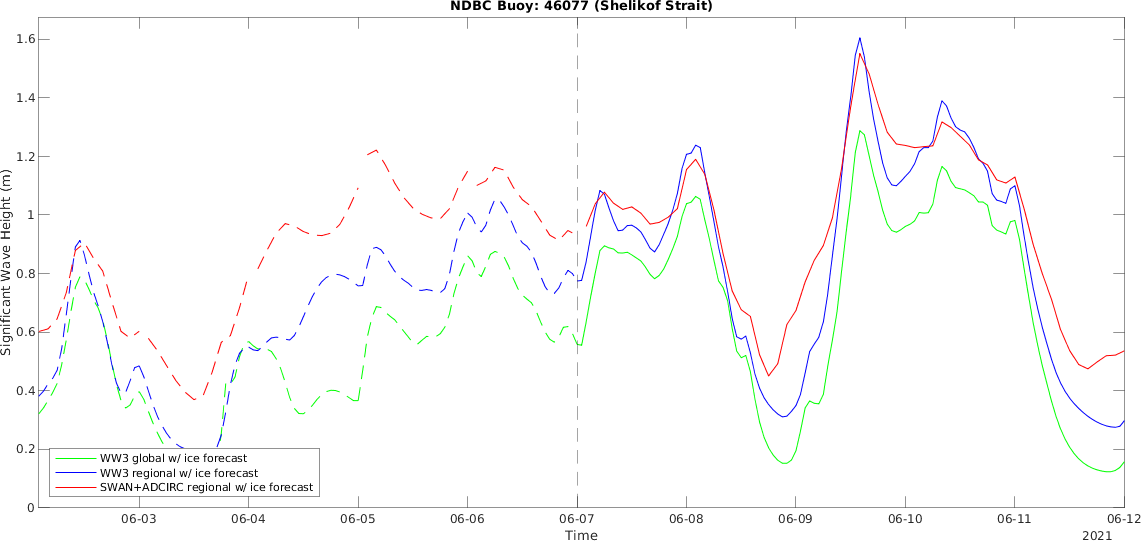 NDBC Buoy: 46077 (Shelikof Strait)
Significant Wave Height (m)
1.6
1.4
1.2
1
0.8
0.6
0.4
0.2
0
WW3 global w/ ice forecast
WW3 regional w/ ice forecast
SWAN+ADCIRC regional w/ ice forecast
06-03 06-04 06-05 06-06 06-07 06-08 06-09 06-10 06-11 06-12
Time
2021